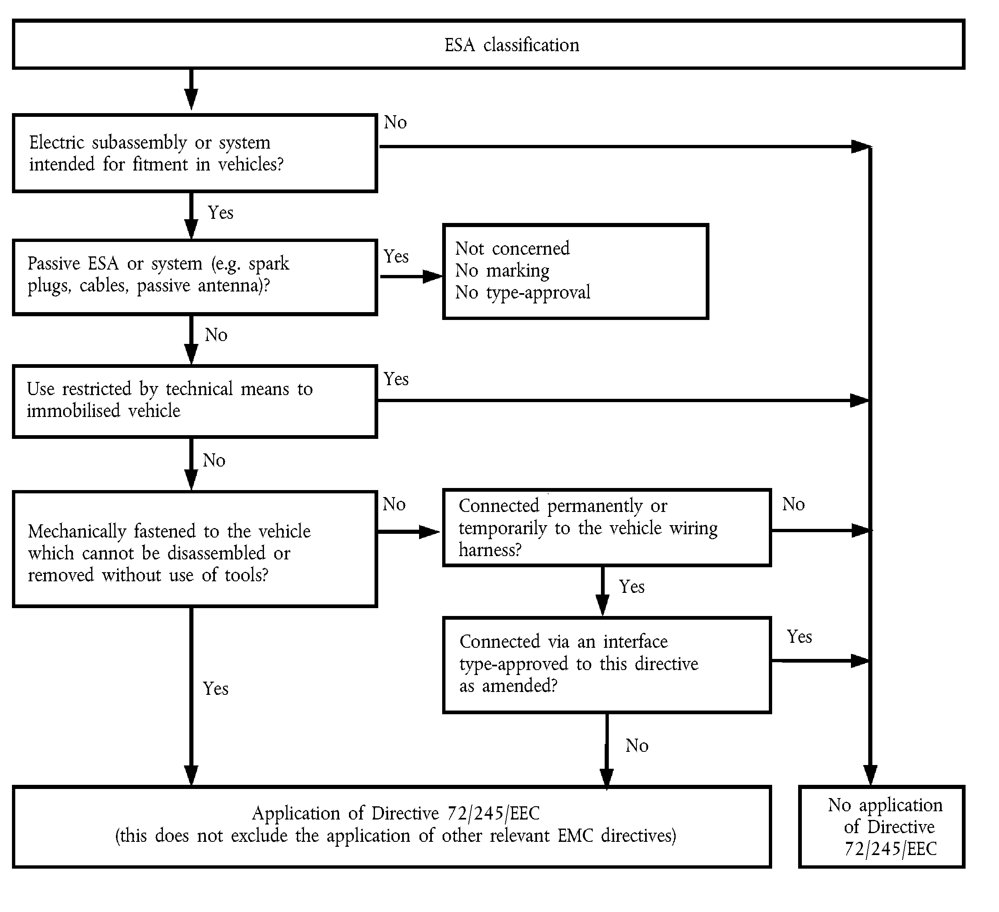 ESA classification
No
Electric subassembly or system
intended for fitment in vehicles?
Yes
Passive ESA or system (e.g. spark
plugs, cables, passive antenna)?
Yes
Not concerned
No marking
No type-approval
No
Use restricted by technical means to
immobilised vehicle
Yes
No
Mechanically fastened to the vehicle
which cannot be disassembled or
removed without use of tools?
No
Connected permanently or
temporarily to the vehicle wiring
harness?
No
Yes
Connected via an interface
type-approved to this directive
as amended?
Yes
Yes
No
Application of Directive 72/245/EEC
(this does not exclude the application of other relevant EMC directives)
No application
of Directive
72/245/EEC